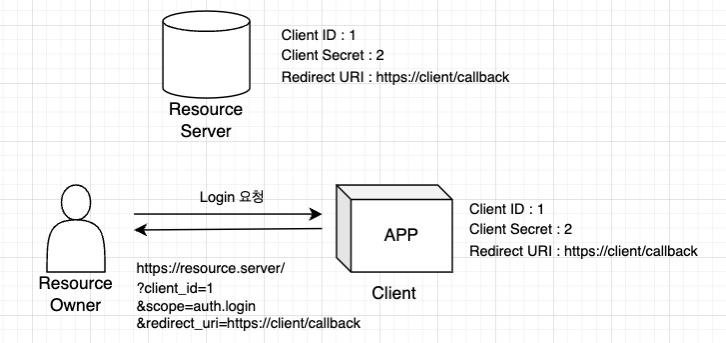 Client ID : 1
Client Secret : 2
Redirect URI : https://client/callback
Resource
Server
Login 요청
APP
Client ID : 1
Client Secret : 2
Redirect URI : https://client/callback
https://resource.server/
?client_id=1
&scope=auth.login
&redirect_uri=https://client/callback
Resource
Owner
Client